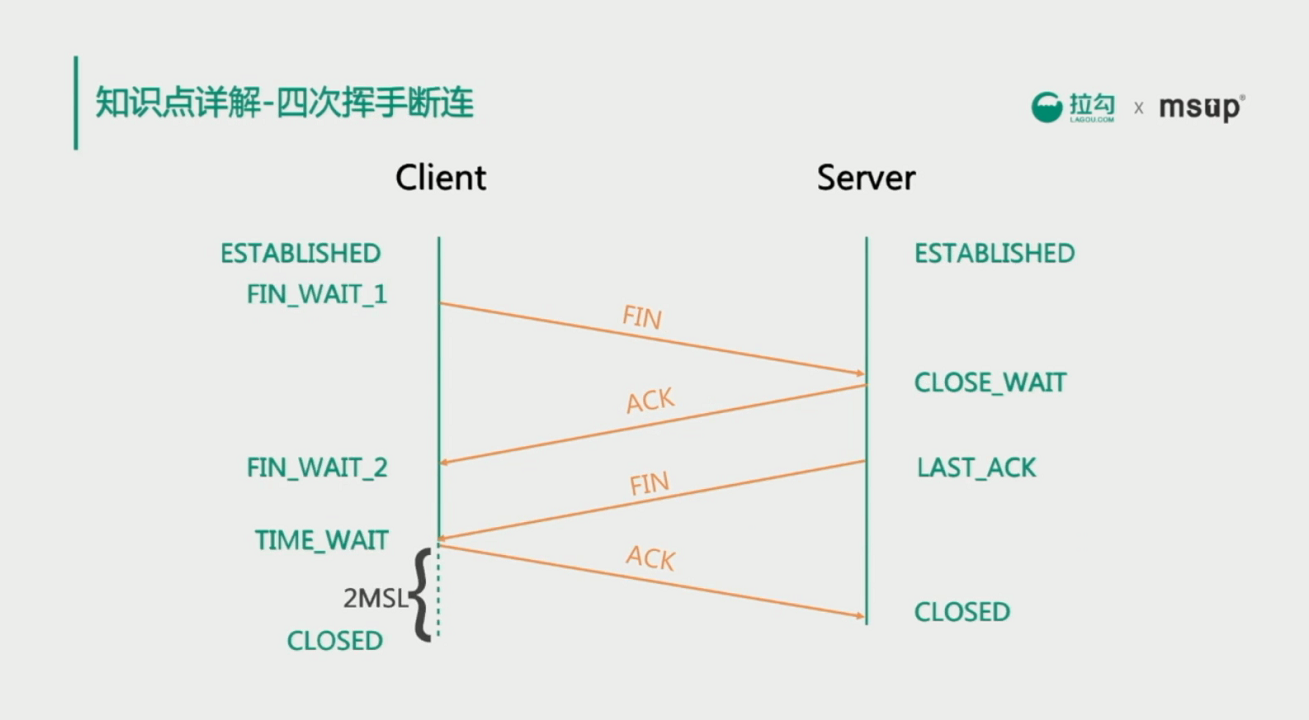 知识点详解-四次挥手断连
拉勾 x msup®
LAGOU.COM
Client Server
ESTABLISHED ESTABLISHED
FIN_WAIT_1
FIN
CLOSE_WAIT
ACK
FIN_WAIT_2 LAST_ACK
FIN
TIME_WAIT
ACK
2MSL
CLOSED
CLOSED